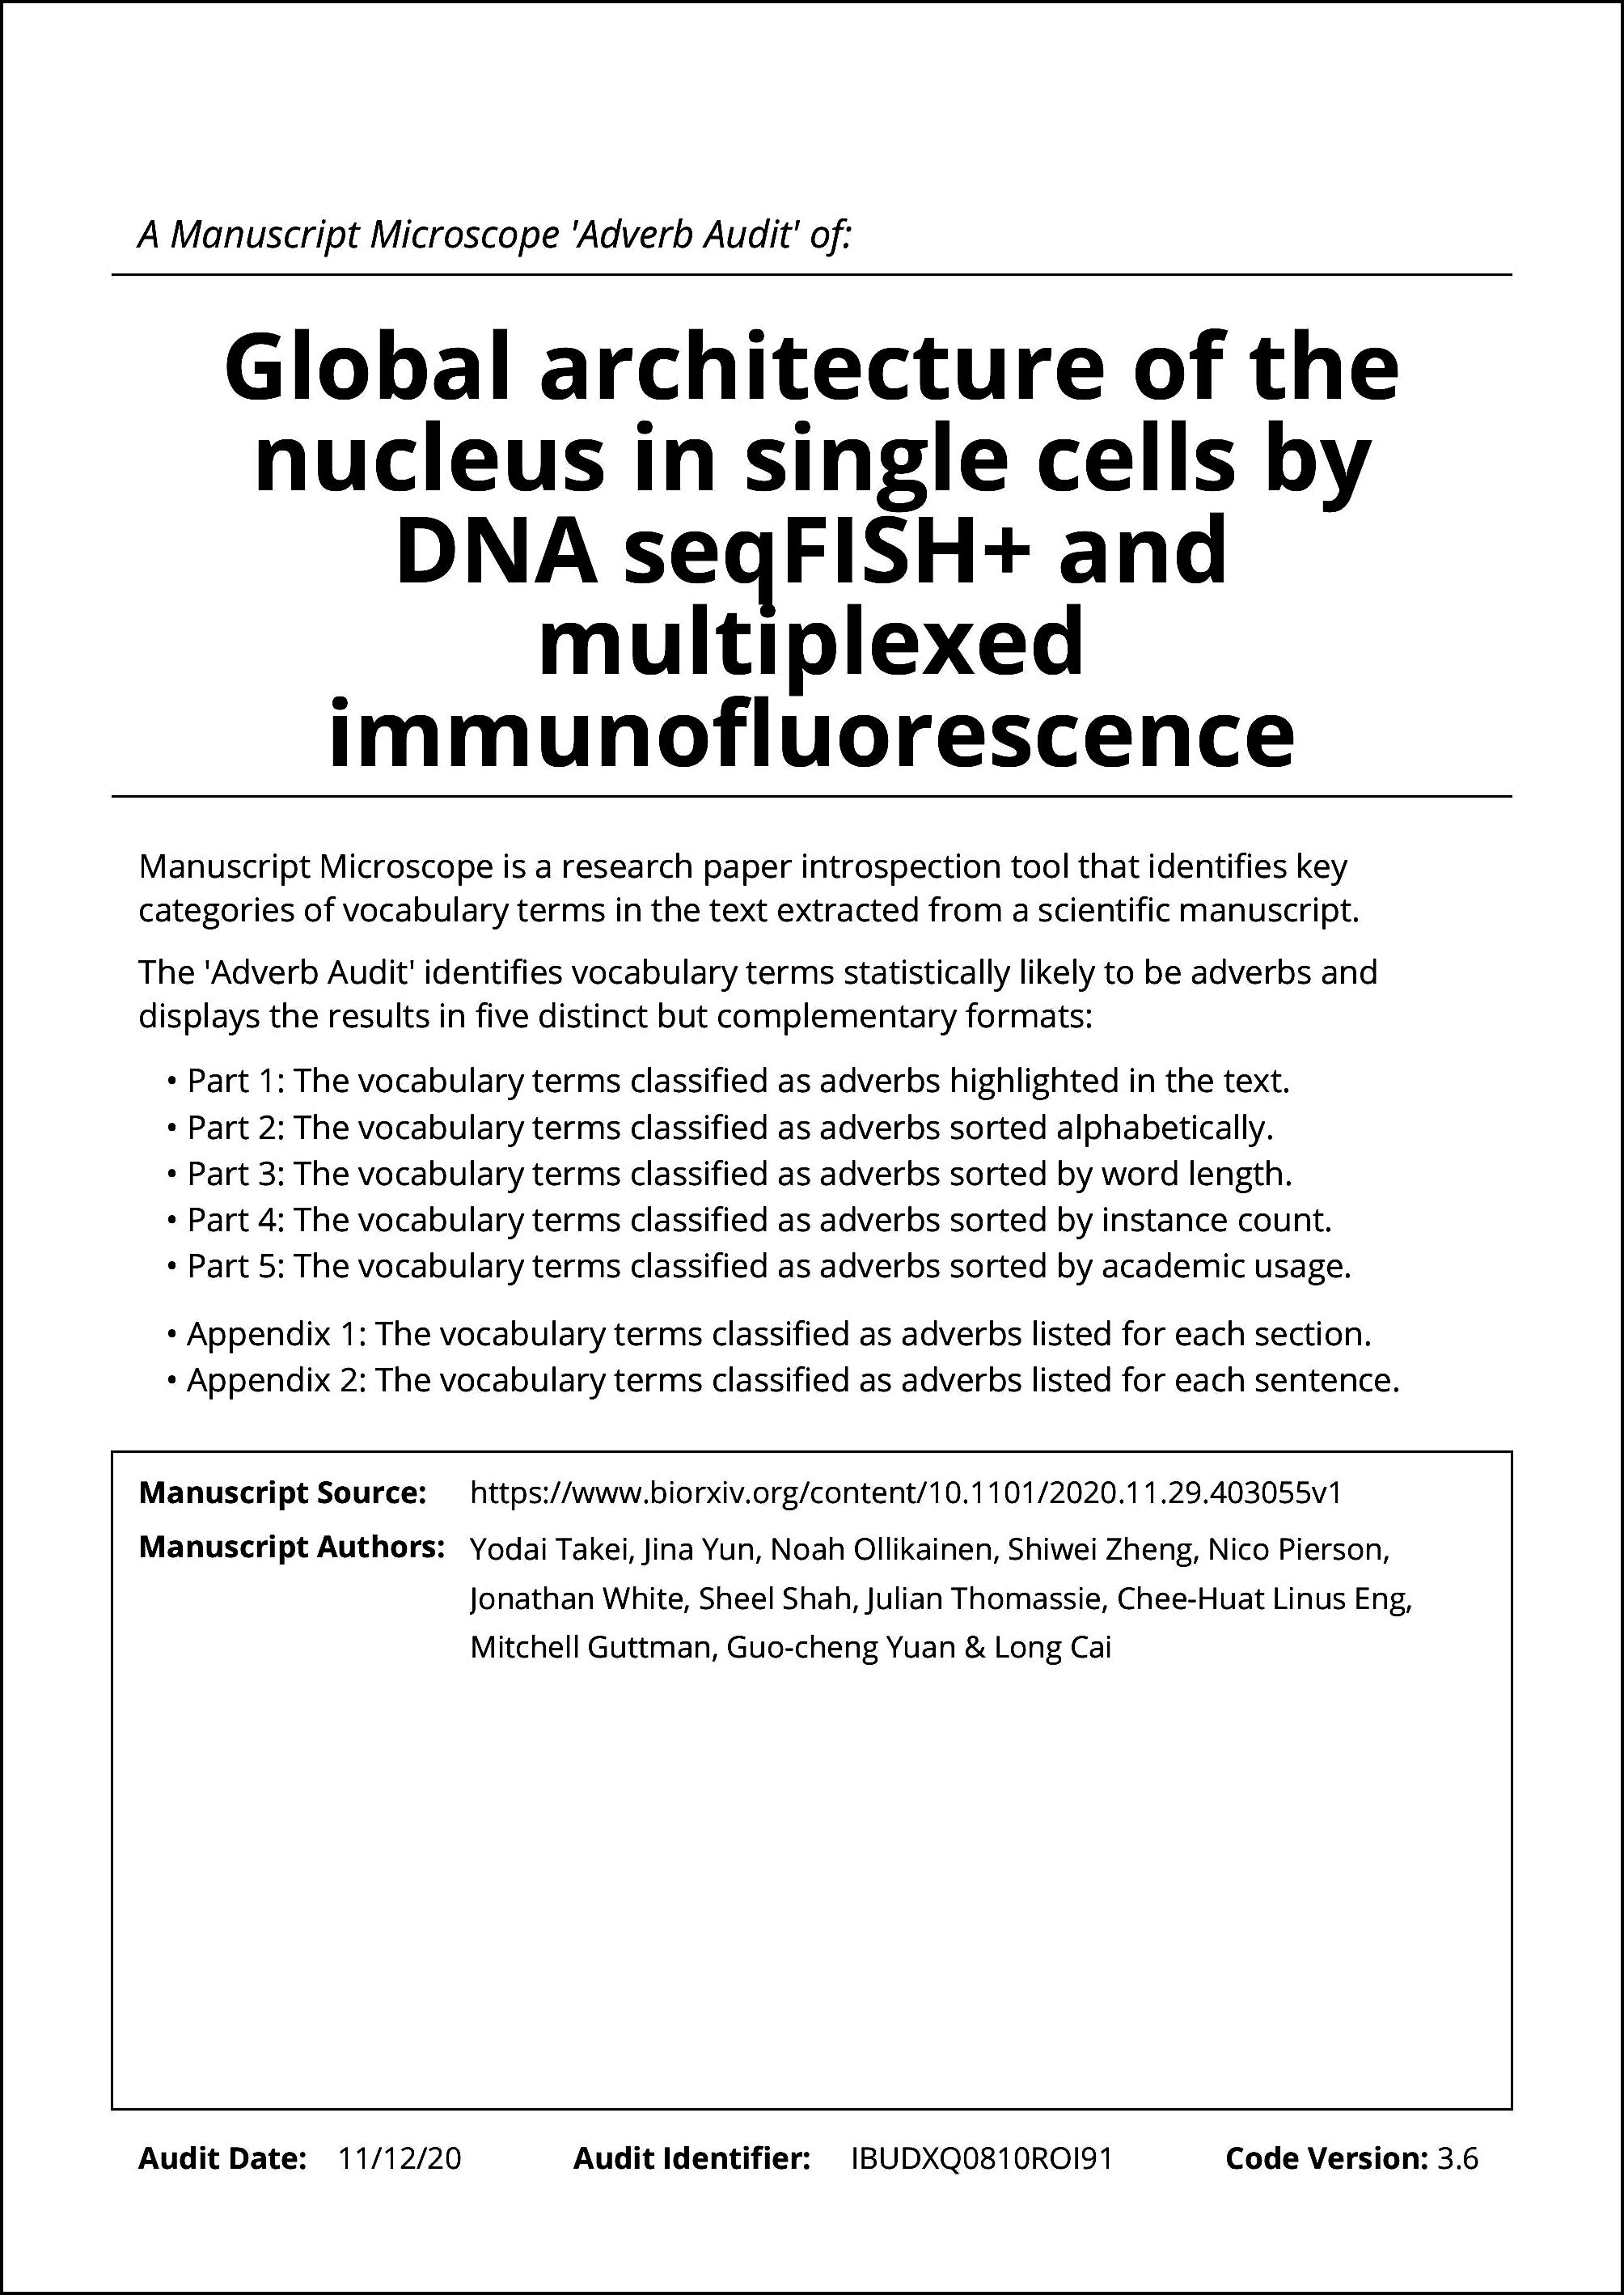 A Manuscript Microscope 'Adverb Audit' of:
Global architecture of the
nucleus in single cells by
DNA seqFISH+ and
multiplexed
immunofluorescence
Manuscript Microscope is a research paper introspection tool that identifies key
categories of vocabulary terms in the text extracted from a scientific manuscript.
The 'Adverb Audit' identifies vocabulary terms statistically likely to be adverbs and
displays the results in five distinct but complementary formats:
• Part 1: The vocabulary terms classified as adverbs highlighted in the text.
• Part 2: The vocabulary terms classified as adverbs sorted alphabetically.
• Part 3: The vocabulary terms classified as adverbs sorted by word length.
• Part 4: The vocabulary terms classified as adverbs sorted by instance count.
• Part 5: The vocabulary terms classified as adverbs sorted by academic usage.
• Appendix 1: The vocabulary terms classified as adverbs listed for each section.
• Appendix 2: The vocabulary terms classified as adverbs listed for each sentence.
Manuscript Source: https://www.biorxiv.org/content/10.1101/2020.11.29.403055v1
Manuscript Authors: Yodai Takei, Jina Yun, Noah Ollikainen, Shiwei Zheng, Nico Pierson,
Jonathan White, Sheel Shah, Julian Thomassie, Chee-Huat Linus Eng,
Mitchell Guttman, Guo-cheng Yuan & Long Cai
Audit Date: 11/12/20 Audit Identifier: IBUDXQ0810ROI91 Code Version: 3.6